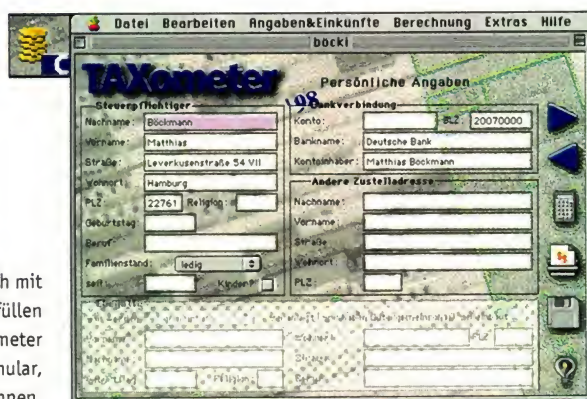 Datei Bearbeiten Angaben&Einkünfte Berechnung Extras Hilfe
böcki
TAXometer '98
Persönliche Angaben
Steuerpflichtiger
Nachname: Böckmann
Vorname: Matthias
Straße: Leverkusenstraße 54 VII
Wohnort: Hamburg
PLZ: 22761 Religion:
Geburtstag:
Beruf:
Familienstand: ledig
seit: Kinder?
Bankverbindung
Konto: BLZ: 20070000
Bankname: Deutsche Bank
Kontoinhaber: Matthias Böckmann
Andere Zustelladresse
Nachname:
Vorname:
Straße:
Wohnort:
PLZ:
h mit
füllen
meter
nular,
nnen.